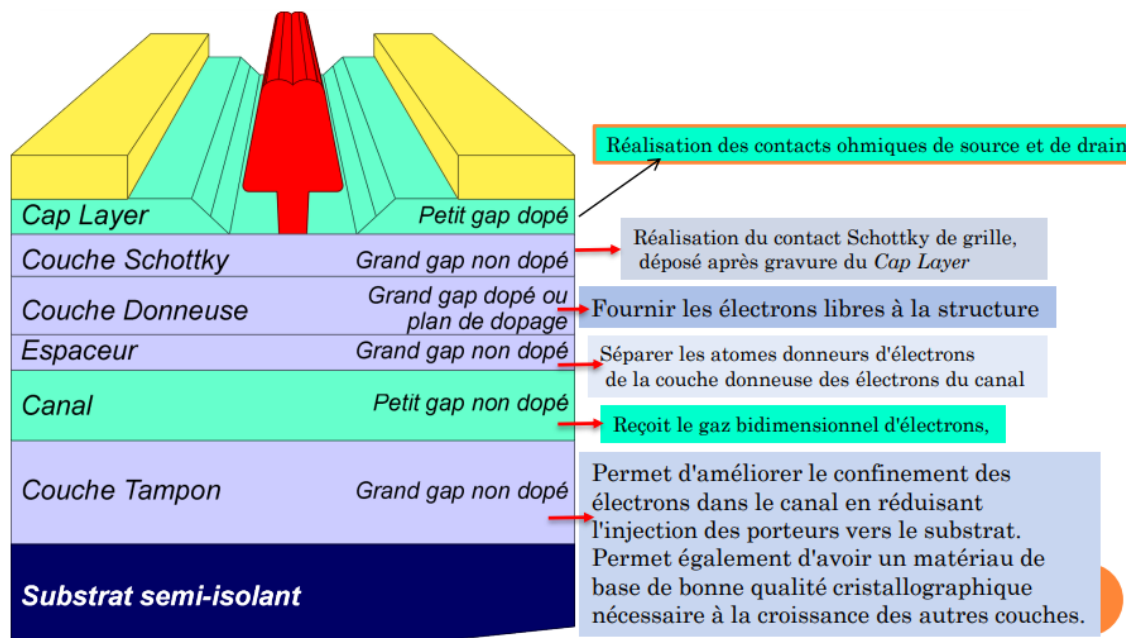 Réalisation des contacts ohmiques de source et de drain
Cap Layer
Petit gap dopé
Couche Schottky
Grand gap non dopé
Réalisation du contact Schottky de grille,
déposé après gravure du Cap Layer
Couche Donneuse
Grand gap dopé ou
plan de dopage
Fournir les électrons libres à la structure
Espaceur
Grand gap non dopé
Séparer les atomes donneurs d'électrons
de la couche donneuse des électrons du canal
Canal
Petit gap non dopé
Reçoit le gaz bidimensionnel d'électrons,
Couche Tampon
Grand gap non dopé
Permet d'améliorer le confinement des
électrons dans le canal en réduisant
l'injection des porteurs vers le substrat.
Permet également d'avoir un matériau de
base de bonne qualité cristallographique
nécessaire à la croissance des autres couches.
Substrat semi-isolant